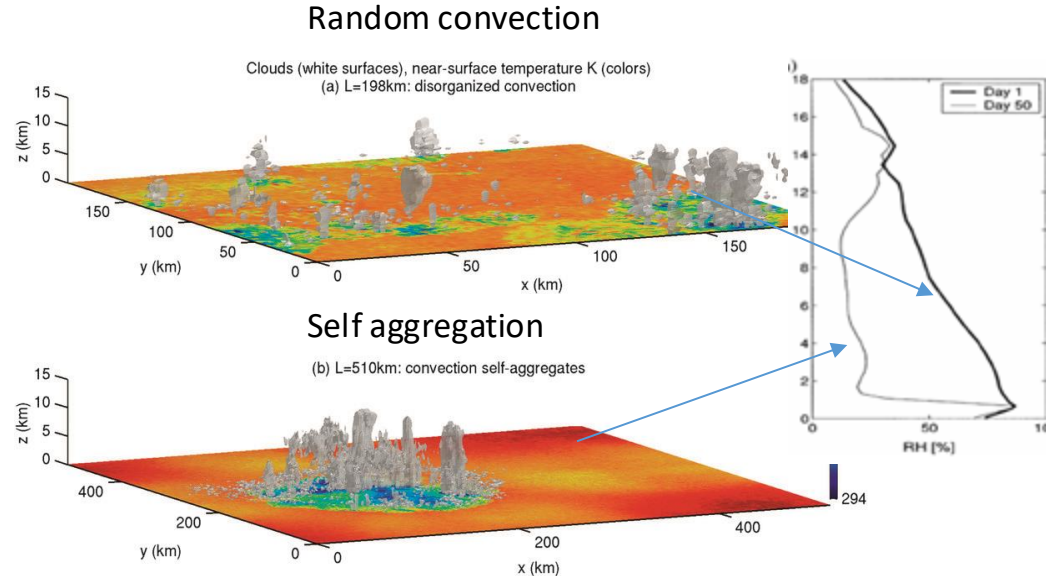 Random convection
Clouds (white surfaces), near-surface temperature K (colors)
(a) L=198km: disorganized convection
15
10
5
0
z (km)
150
100
50
0
y (km)
0
50
100
150
x (km)
Self aggregation
(b) L=510km: convection self-aggregates
15
10
5
0
z (km)
400
200
0
y (km)
0
200
400
x (km)
294
18
16
14
12
10
8
6
4
2
0
Day 1
Day 50
0
50
RH [%]